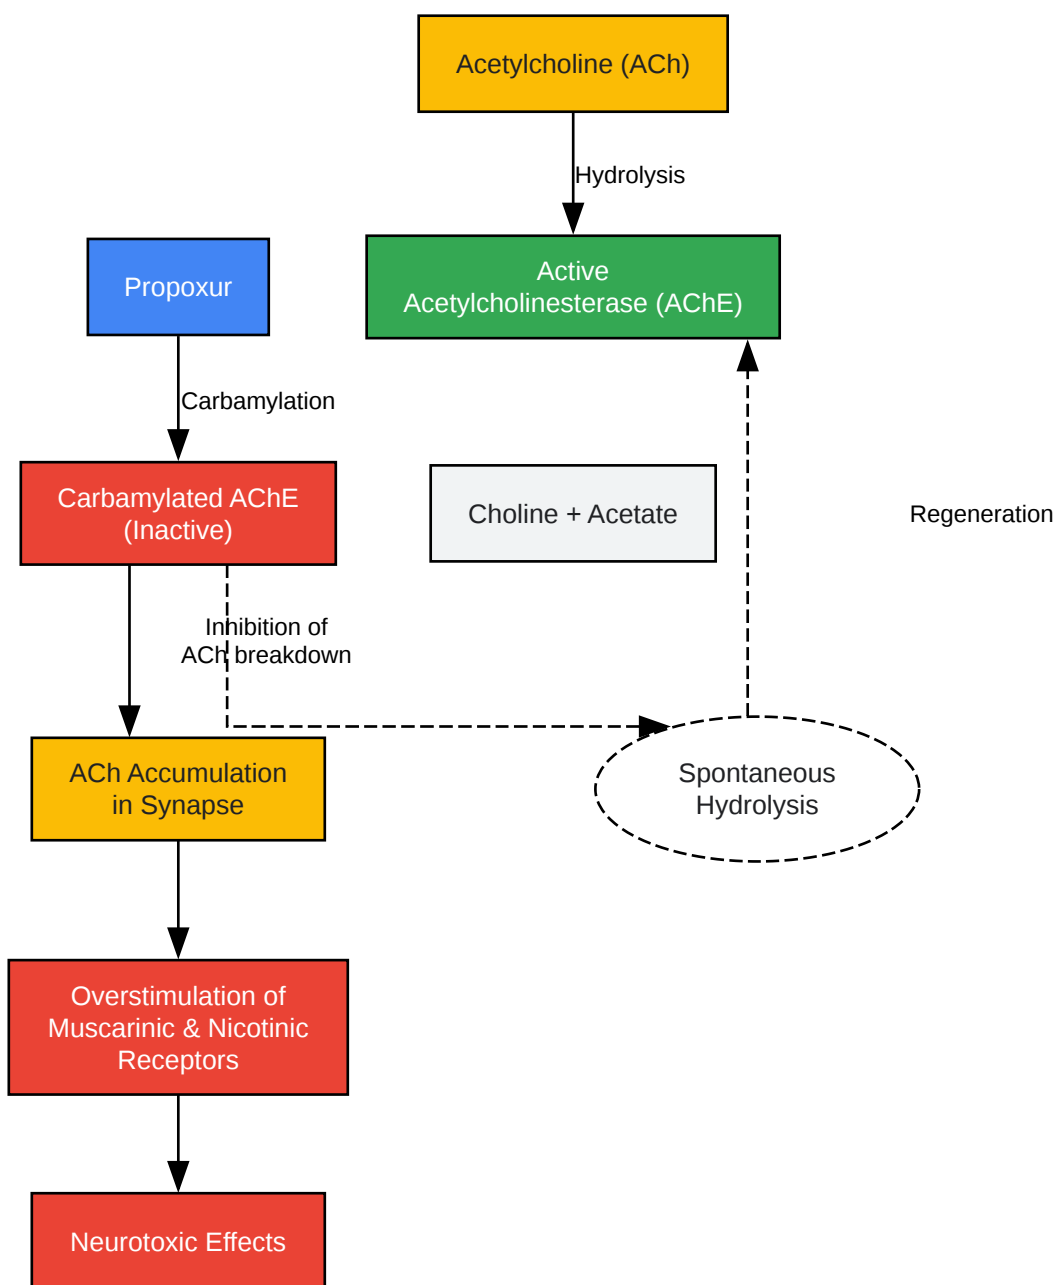 Acetylcholine (ACh)
Hydrolysis
Active
Acetylcholinesterase (AChE)
Propoxur
Carbamylation
Carbamylated AChE
(Inactive)
Choline + Acetate
Regeneration
Inhibition of
ACh breakdown
ACh Accumulation
in Synapse
Spontaneous
Hydrolysis
Overstimulation of
Muscarinic & Nicotinic
Receptors
Neurotoxic Effects